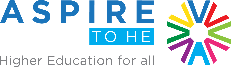 ASPIRE
TO HE
Higher Education for all